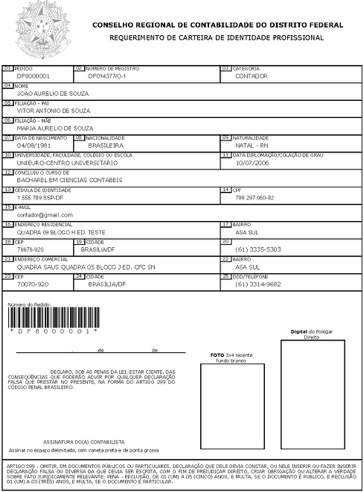 CONSELHO REGIONAL DE CONTABILIDADE DO DISTRITO FEDERAL
REQUERIMENTO DE CARTEIRA DE IDENTIDADE PROFISSIONAL
01 PEDIDO 02 NÚMERO DE REGISTRO 03 CATEGORIA
DF8000001 DF014377/O-1 CONTADOR
04 NOME
JOAO AURELIO DE SOUZA
05 FILIAÇÃO - PAI
VITOR ANTONIO DE SOUZA
06 FILIAÇÃO - MÃE
MARIA AURELIO DE SOUZA
07 DATA DE NASCIMENTO 08 NACIONALIDADE 09 NATURALIDADE
04/08/1981 BRASILEIRA NATAL - RN
10 UNIVERSIDADE, FACULDADE, COLÉGIO OU ESCOLA 11 DATA DIPLOMAÇÃO/COLAÇÃO DE GRAU
UNIEURO-CENTRO UNIVERSITARIO 10/07/2006
12 CONCLUIU O CURSO DE
BACHAREL EM CIENCIAS CONTABEIS
13 CÉDULA DE IDENTIDADE 14 CPF
1.555.789 SSP-DF 789.297.050-82
15 E-MAIL
contador@gmail.com
16 ENDEREÇO RESIDENCIAL 17 BAIRRO
QUADRA 09 BLOCO H ED. TESTE ASA SUL
18 CEP 19 CIDADE 20
70070-920 BRASILIA/DF (61) 3335-5303
21 ENDEREÇO COMERCIAL 22 BAIRRO
QUADRA SAUS QUADRA 05 BLOCO J ED. CFC SN ASA SUL
23 CEP 24 CIDADE 25 DDD/TELEFONE
70070-920 BRASILIA/DF (61) 3314-9682
Número do Pedido:
*DF8000001*
de de
DECLARO, SOB AS PENAS DA LEI, ESTAR CIENTE, DAS
CONSEQUÊNCIAS QUE PODERÃO ADVIR POR QUALQUER DECLARAÇÃO
FALSA QUE PRESTAR NO PRESENTE, NA FORMA DO ARTIGO 299 DO
CÓDIGO PENAL BRASILEIRO.
FOTO 3x4 recente
fundo branco
Digital do Polegar
Direito
ASSINATURA DO(A) CONTABILISTA
Assinar no espaço delimitado, com caneta preta e de ponta grossa
ARTIGO 299 - OMITIR, EM DOCUMENTOS PÚBLICOS OU PARTICULARES, DECLARAÇÃO QUE DELE DEVIA CONSTAR, OU NELE INSERIR OU FAZER INSERIR
DECLARAÇÃO FALSA OU DIVERSA DA QUE DEVIA SER ESCRITA, COM O FIM DE PREJUDICAR DIREITO, CRIAR OBRIGAÇÃO OU ALTERAR A VERDADE
SOBRE FATO JURIDICAMENTE RELEVANTE: PENA - RECLUSÃO, DE 01 (UM) A 05 (CINCO) ANOS, E MULTA, SE O DOCUMENTO É PÚBLICO, E RECLUSÃO
01 (UM) A 03 (TRÊS) ANOS, E MULTA, SE O DOCUMENTO É PARTICULAR.